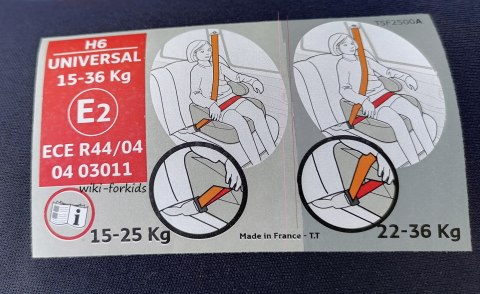 TSF2500A
H6
UNIVERSAL
15-36 Kg
E2
ECE R44/04
04 03011
wiki-forkids
i
15-25 Kg
Made in France - T.T
22-36 Kg